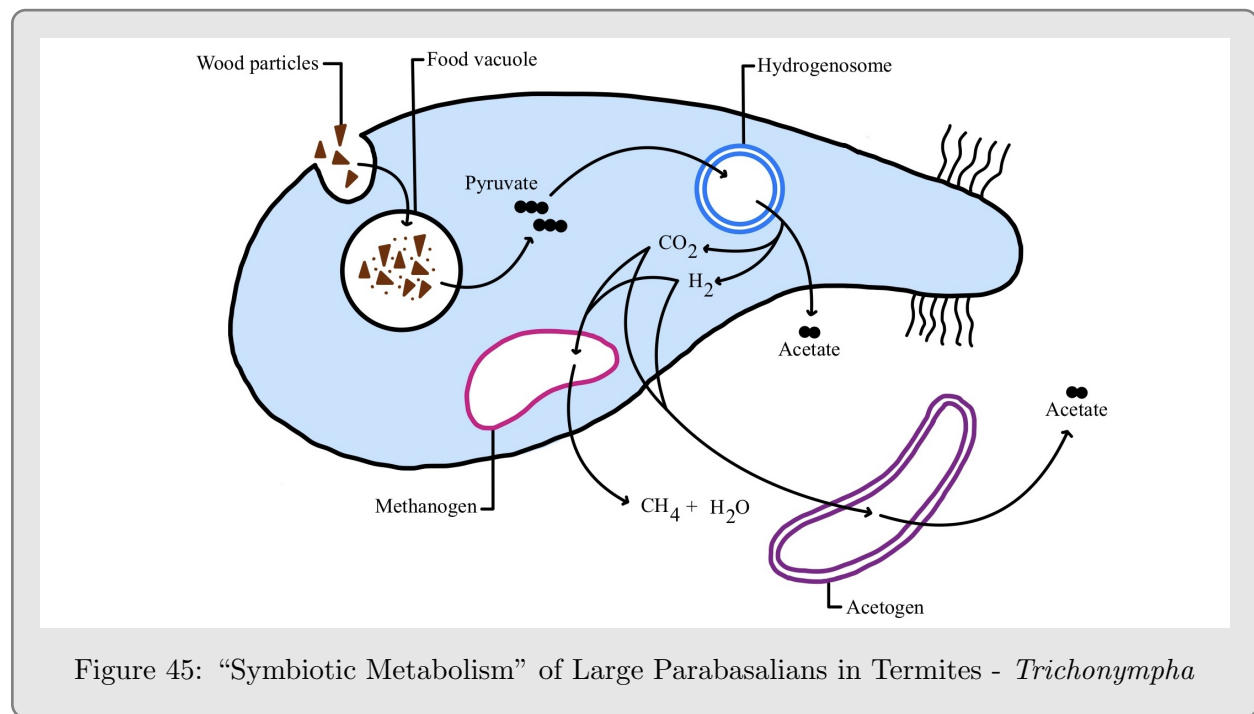 Wood particles
Food vacuole
Hydrogenosome
Pyruvate
CO2
H2
Acetate
Acetate
Methanogen
CH4 + H2O
Acetogen
Figure 45: “Symbiotic Metabolism” of Large Parabasalians in Termites - Trichonympha